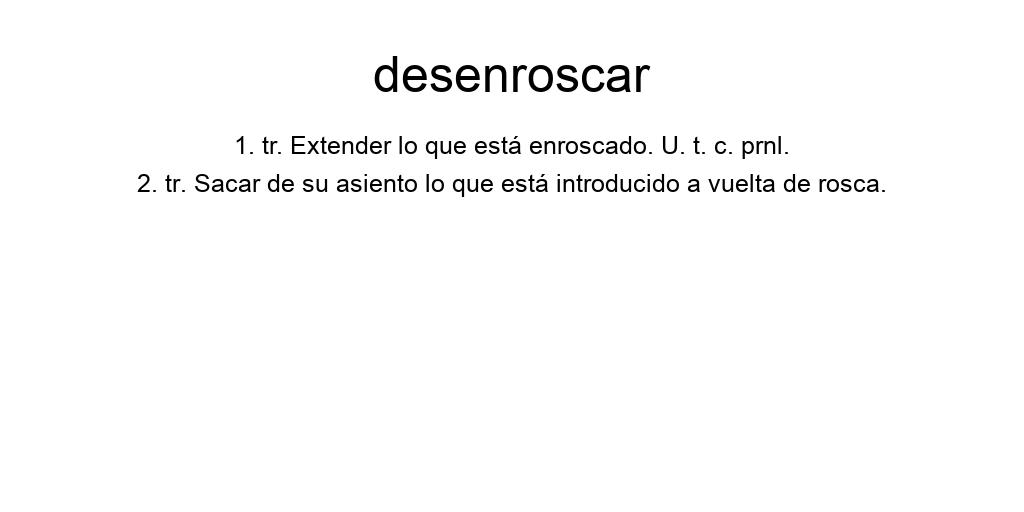 desenroscar
1. tr. Extender lo que está enroscado. U. t. c. prnl.
2. tr. Sacar de su asiento lo que está introducido a vuelta de rosca.